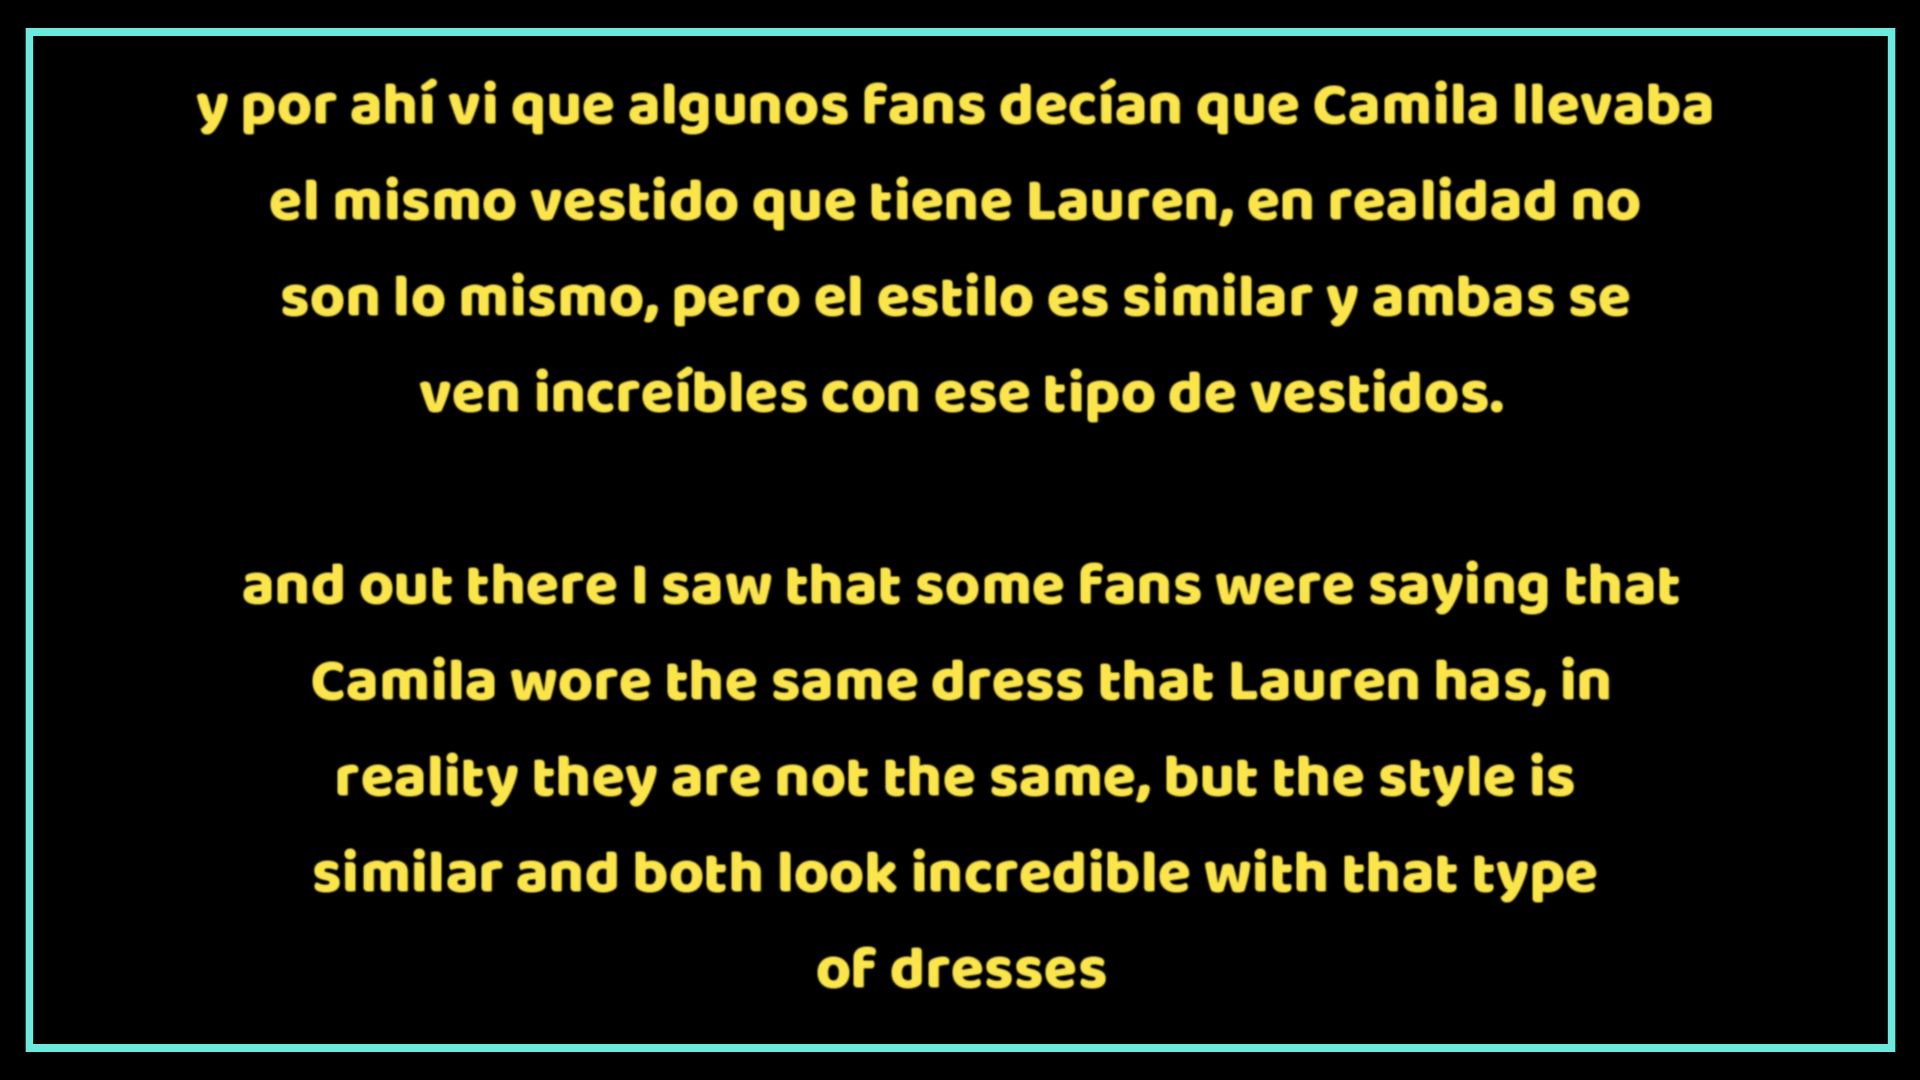 y por ahí vi que algunos fans decían que Camila llevaba
el mismo vestido que tiene Lauren, en realidad no
son lo mismo, pero el estilo es similar y ambas se
ven increíbles con ese tipo de vestidos.
and out there I saw that some fans were saying that
Camila wore the same dress that Lauren has, in
reality they are not the same, but the style is
similar and both look incredible with that type
of dresses